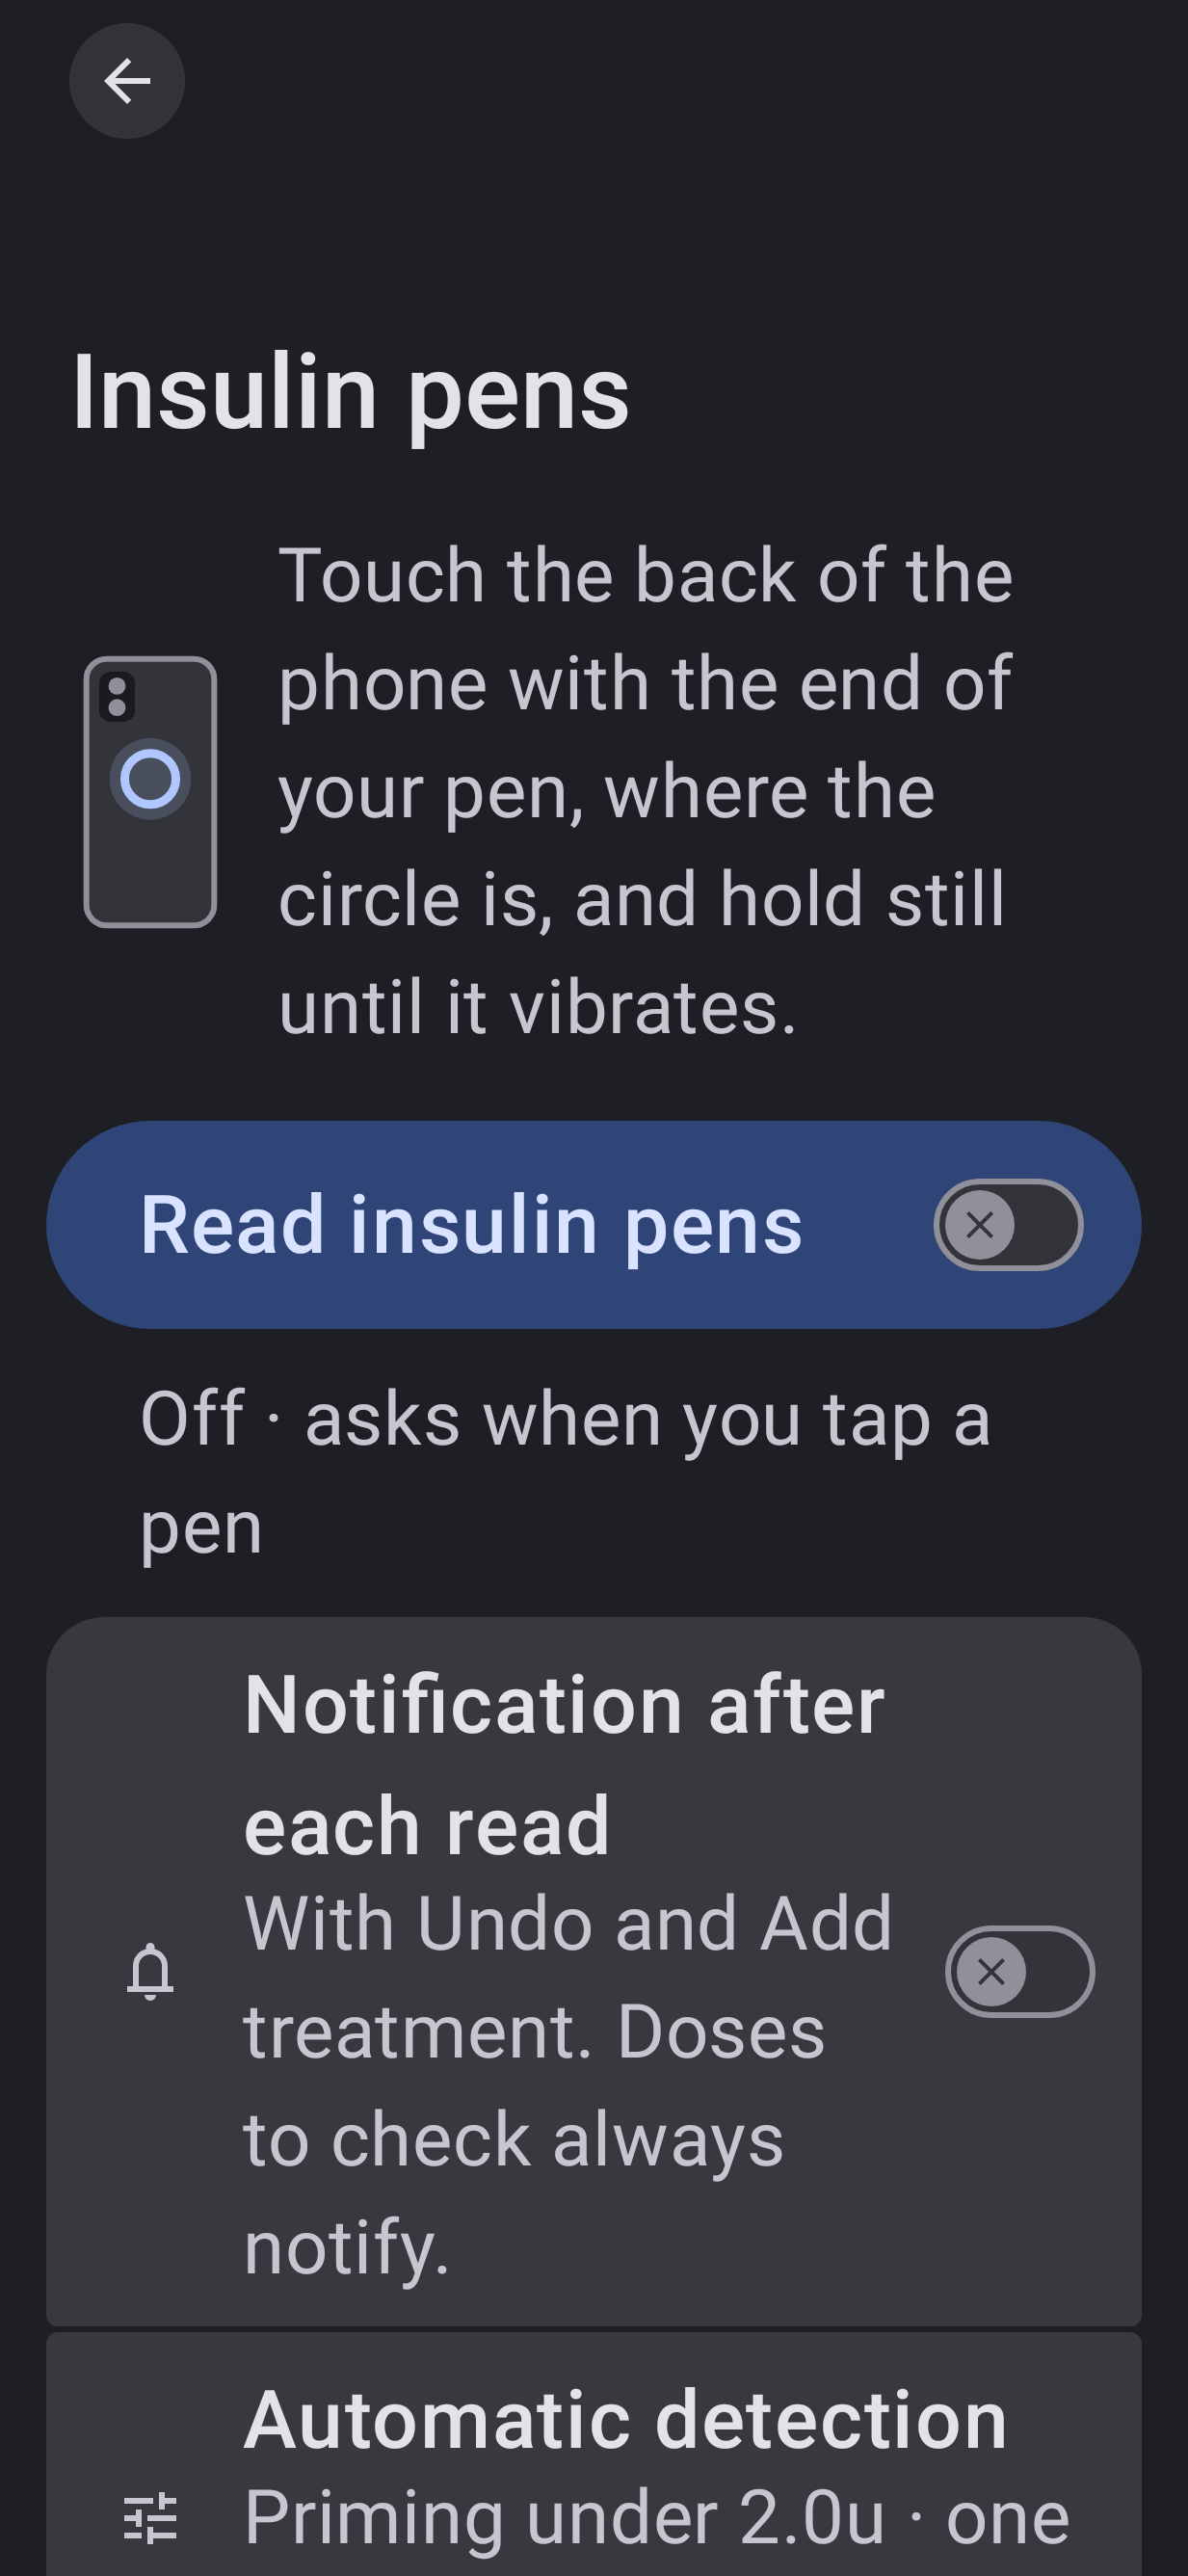 Insulin pens
Touch the back of the
phone with the end of
your pen, where the
circle is, and hold still
until it vibrates.
Read insulin pens
Off · asks when you tap a
pen
Notification after
each read
With Undo and Add
treatment. Doses
to check always
notify.
Automatic detection
Priming under 2.0u · one